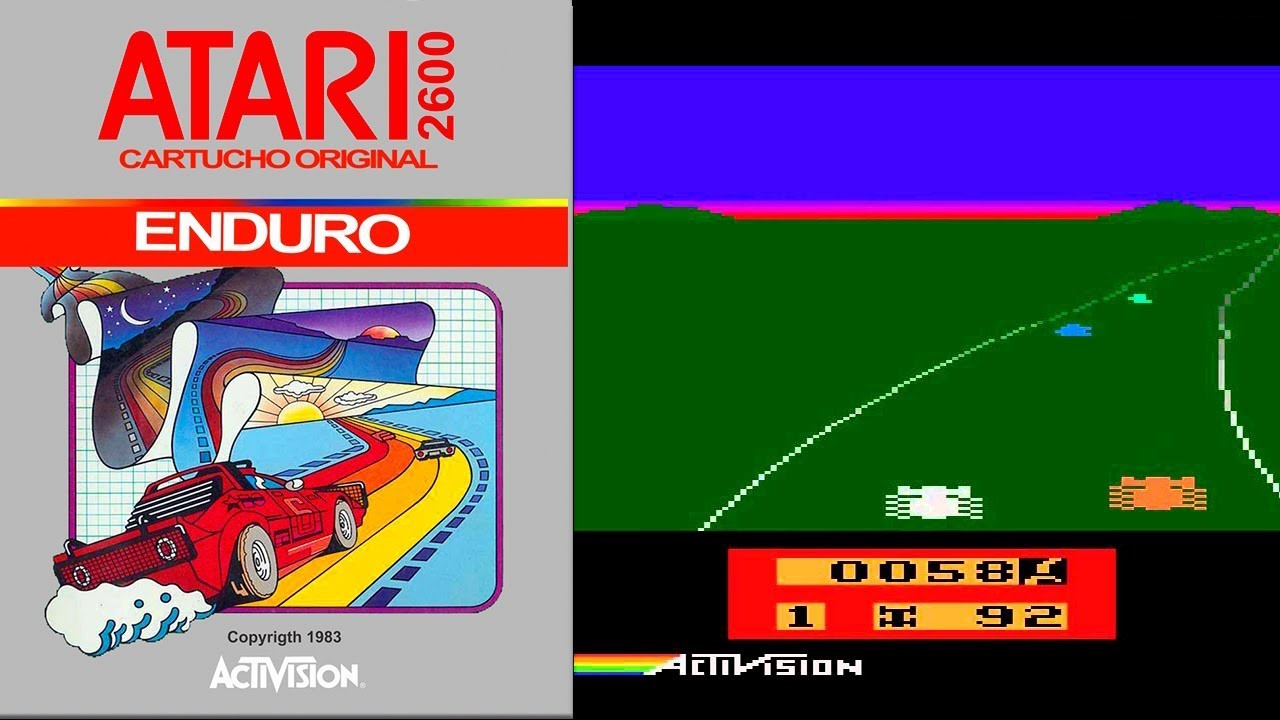 ATARI 2600
CARTUCHO ORIGINAL
ENDURO
Copyrigth 1983
ACTIVISION®
0058
1 92
ACTIVISION